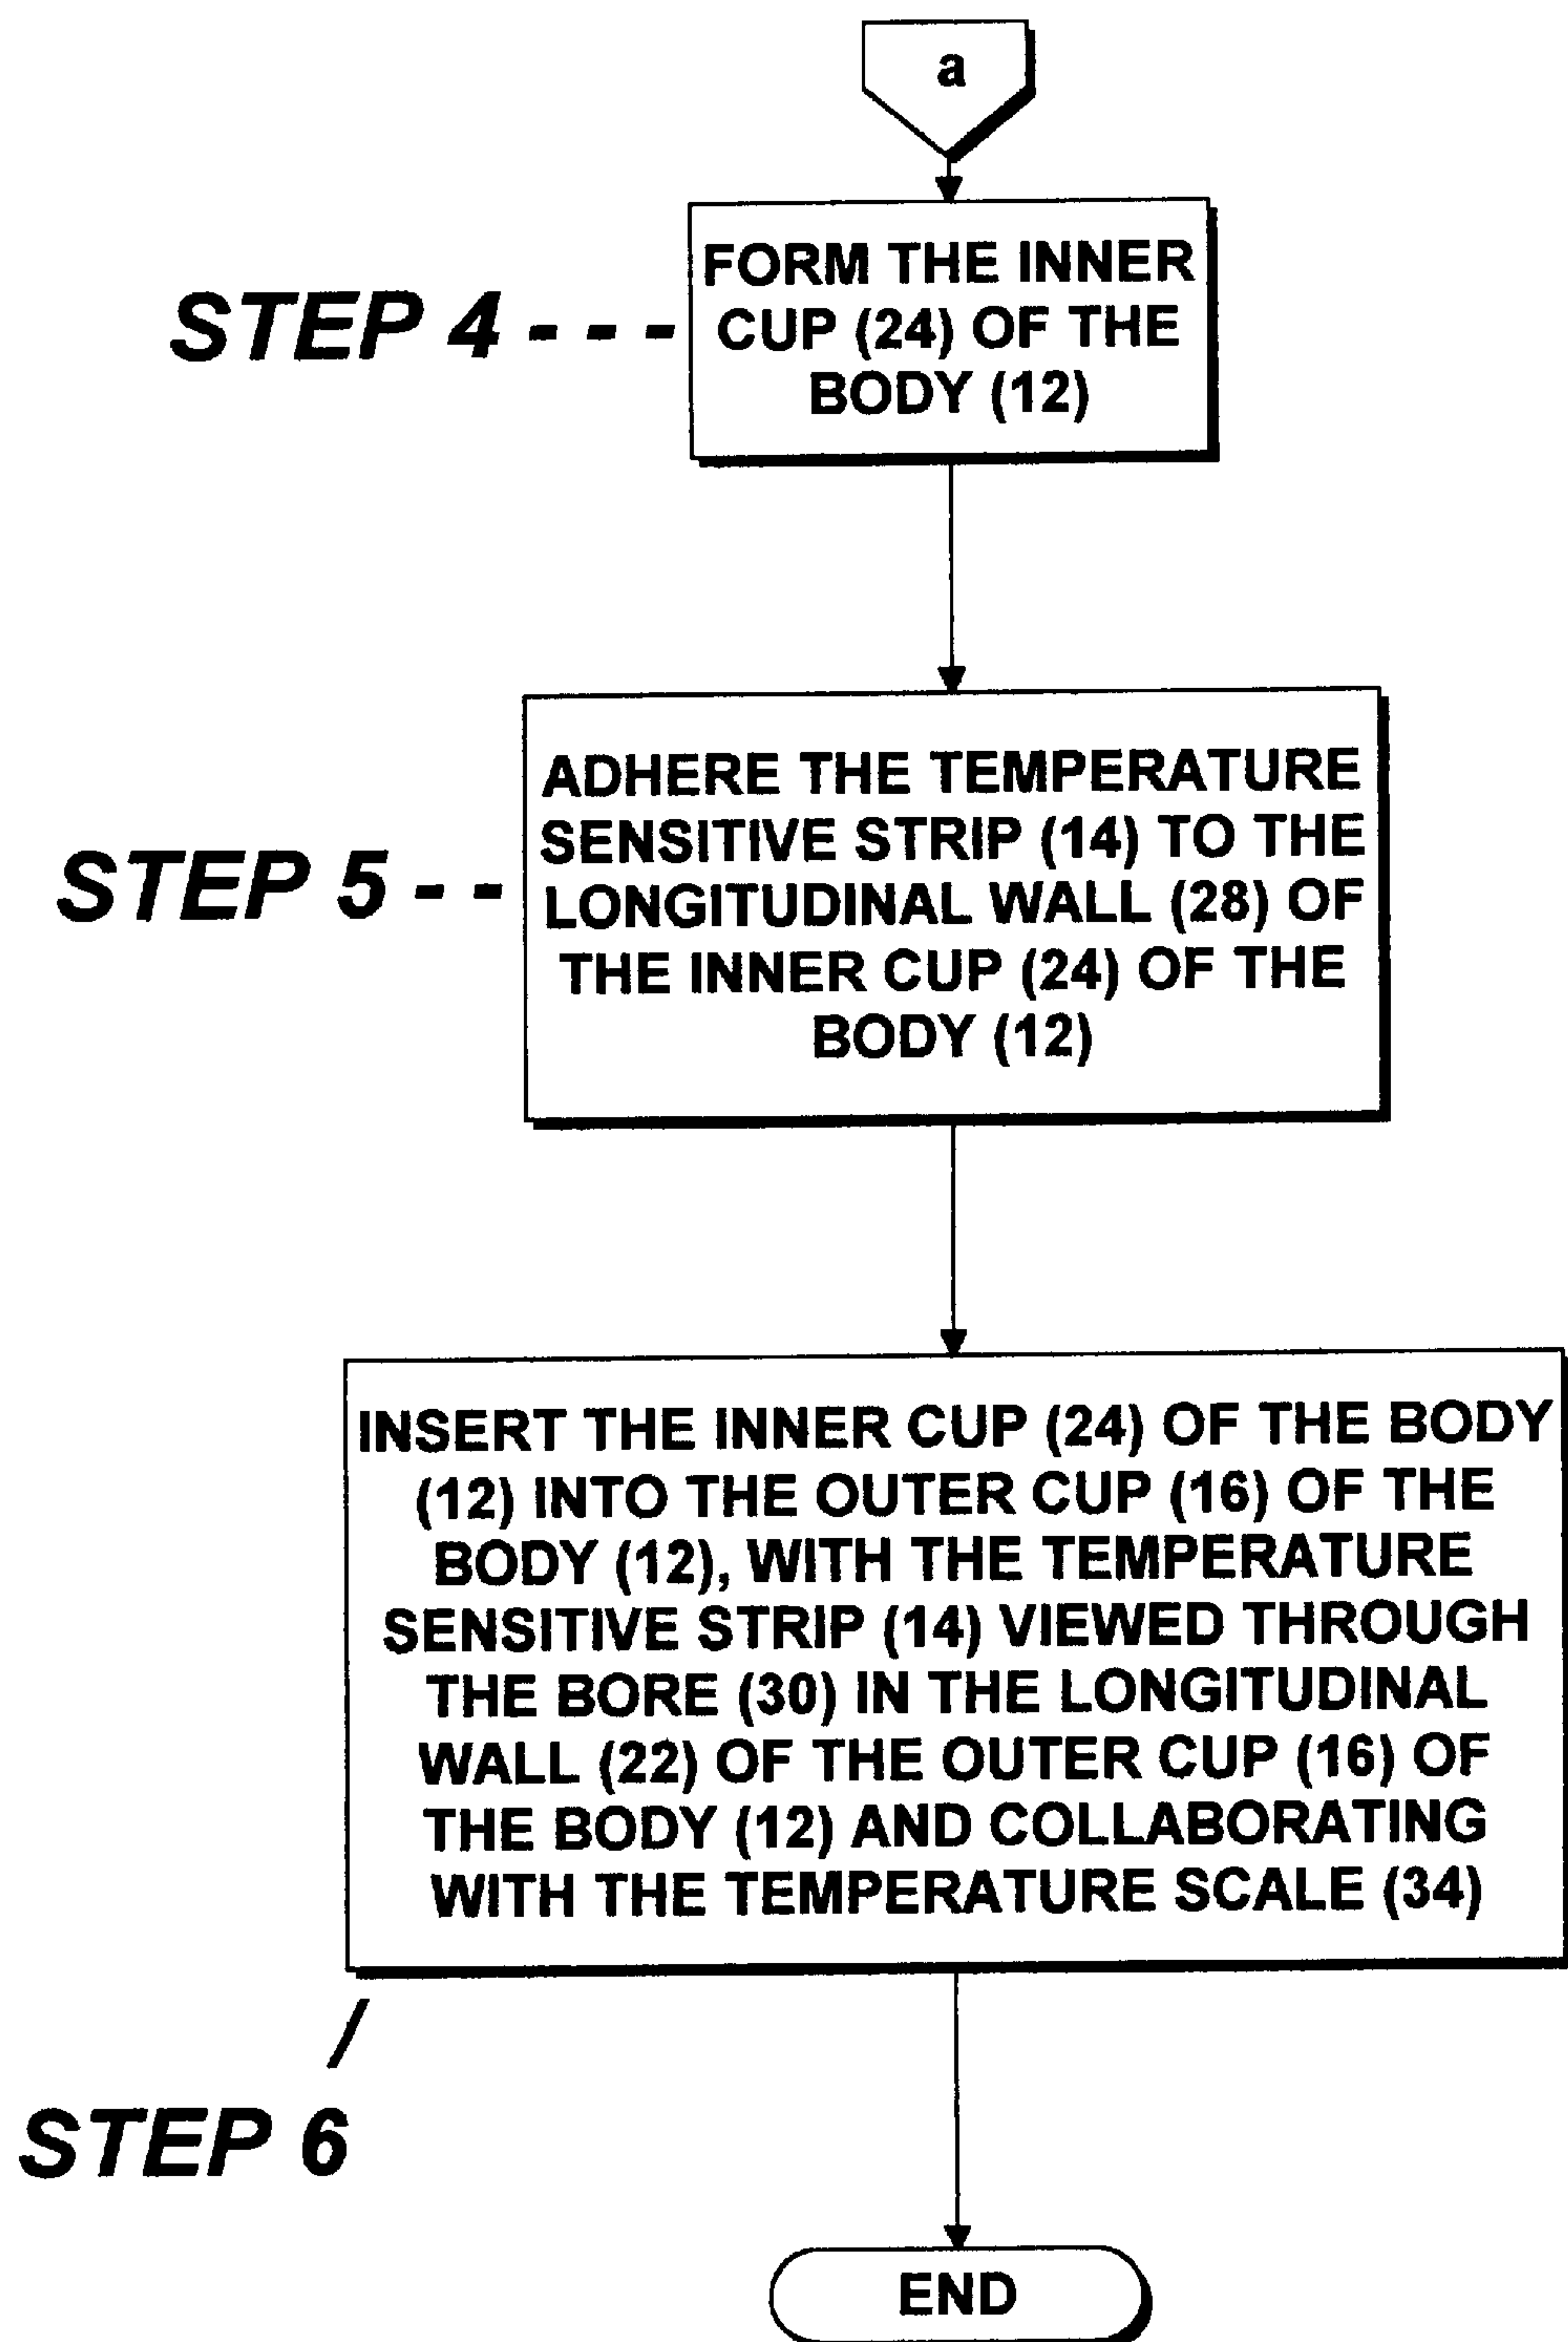 a
STEP 4 - - -
FORM THE INNER
CUP (24) OF THE
BODY (12)
STEP 5 - -
ADHERE THE TEMPERATURE
SENSITIVE STRIP (14) TO THE
LONGITUDINAL WALL (28) OF
THE INNER CUP (24) OF THE
BODY (12)
INSERT THE INNER CUP (24) OF THE BODY
(12) INTO THE OUTER CUP (16) OF THE
BODY (12), WITH THE TEMPERATURE
SENSITIVE STRIP (14) VIEWED THROUGH
THE BORE (30) IN THE LONGITUDINAL
WALL (22) OF THE OUTER CUP (16) OF
THE BODY (12) AND COLLABORATING
WITH THE TEMPERATURE SCALE (34)
STEP 6
END